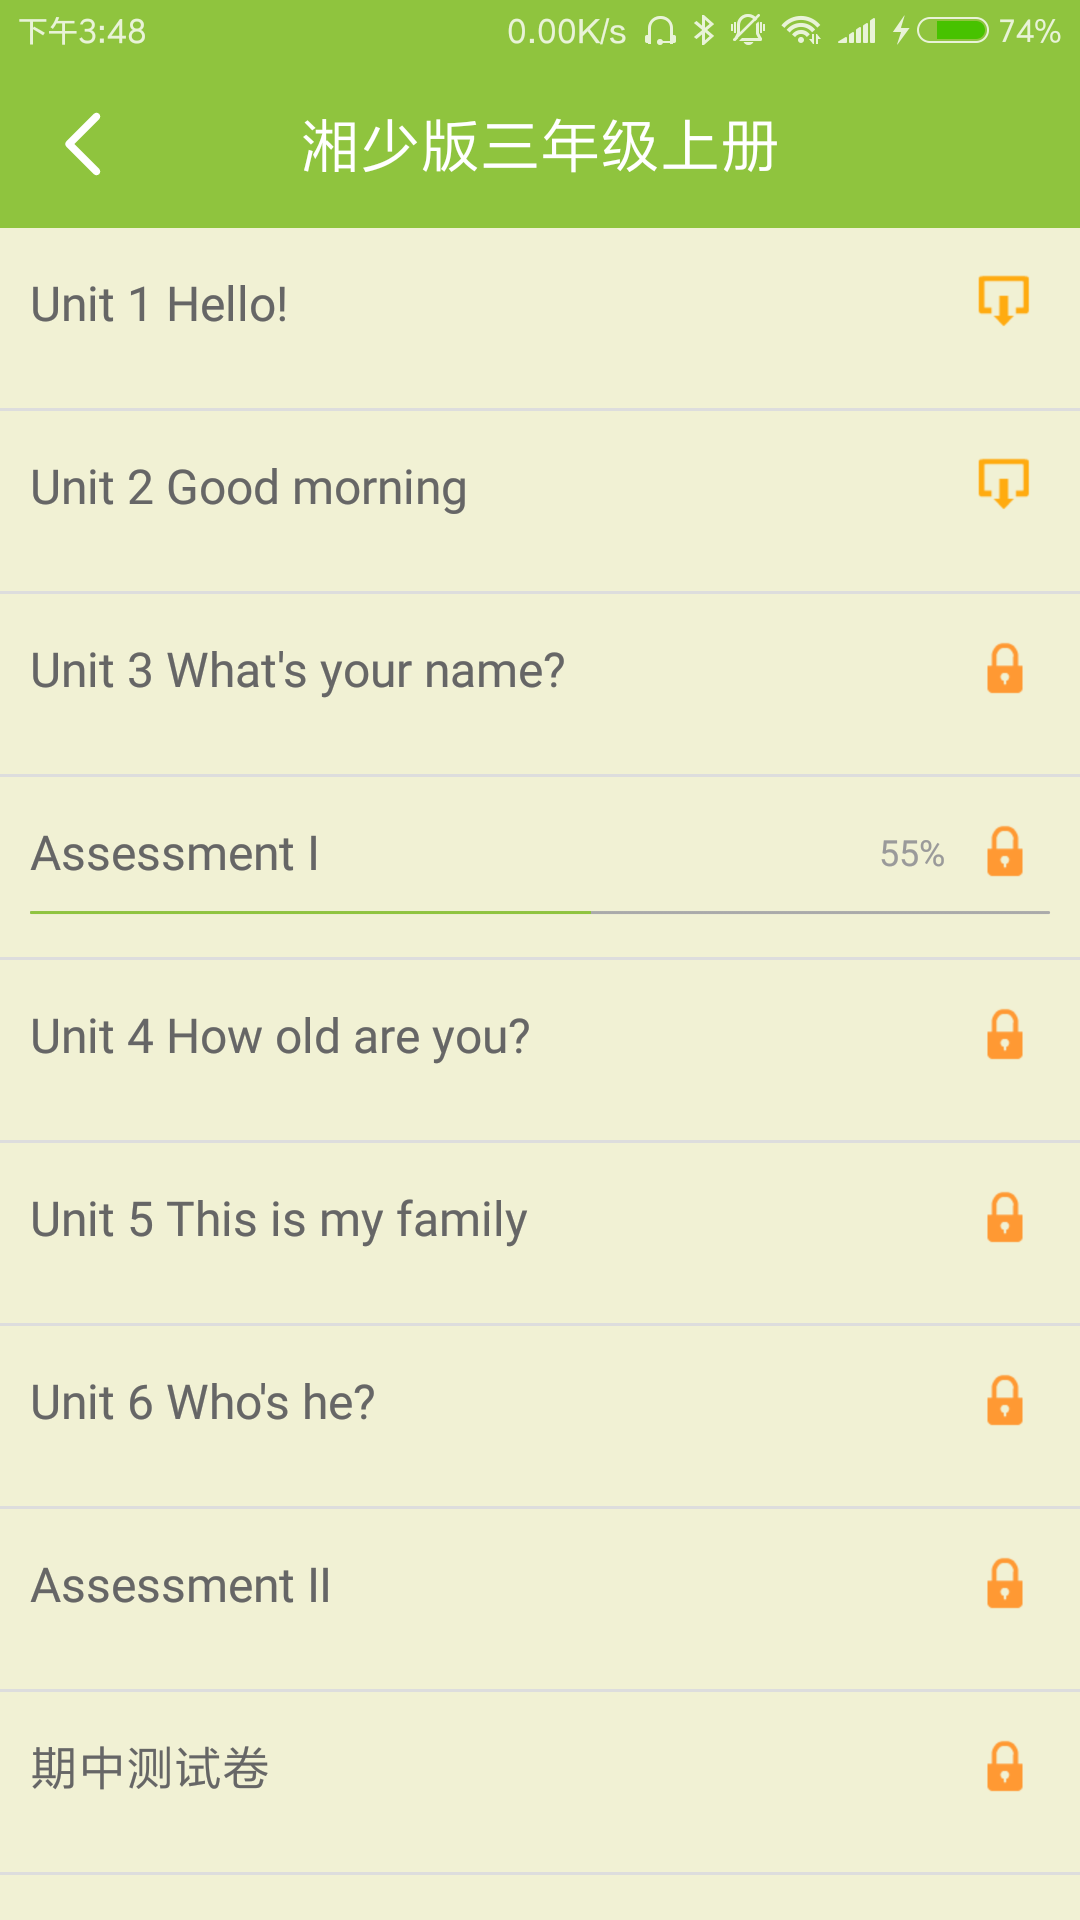 下午3:48 0.00K/s 74%
湘少版三年级上册
Unit 1 Hello!
Unit 2 Good morning
Unit 3 What's your name?
Assessment I 55%
Unit 4 How old are you?
Unit 5 This is my family
Unit 6 Who's he?
Assessment II
期中测试卷